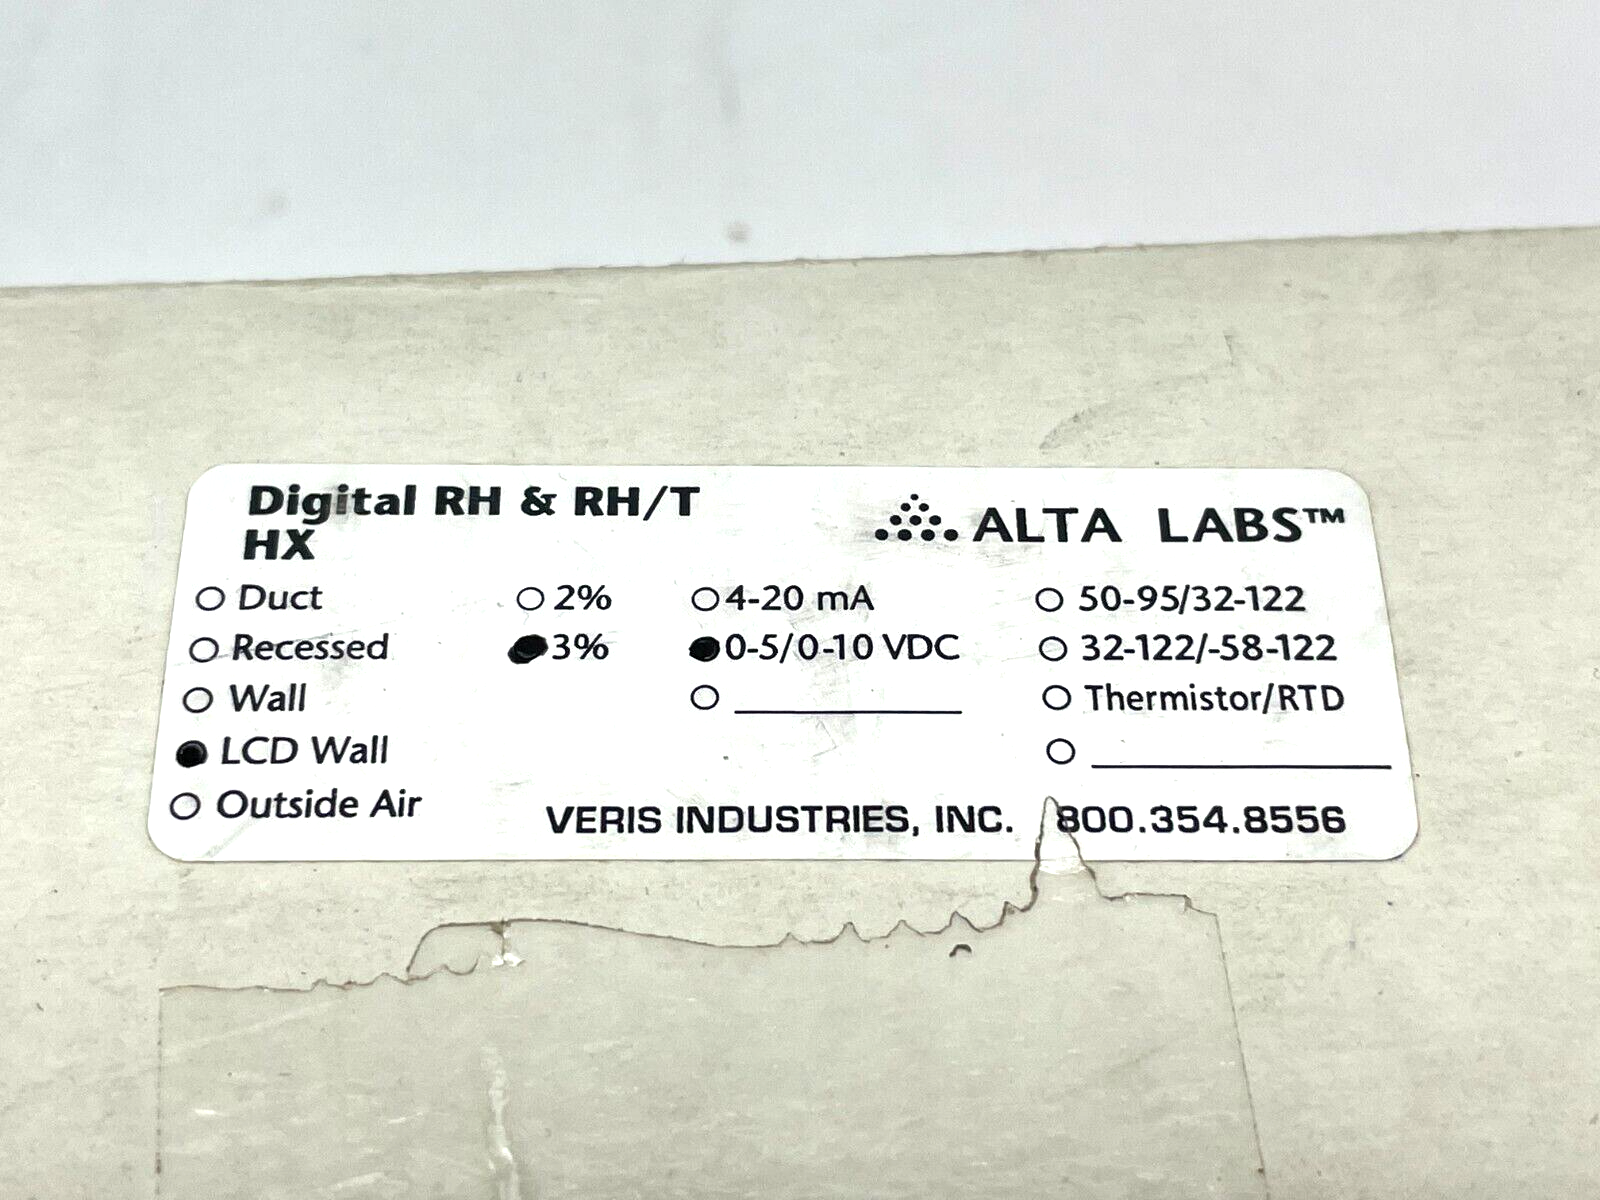 Digital RH & RH/T
HX
ALTA LABS™
○ Duct ○ 2% ○ 4-20 mA ○ 50-95/32-122
○ Recessed ● 3% ● 0-5/0-10 VDC ○ 32-122/-58-122
○ Wall ○ ________ ○ Thermistor/RTD
● LCD Wall ○ ________
○ Outside Air VERIS INDUSTRIES, INC. 800.354.8556